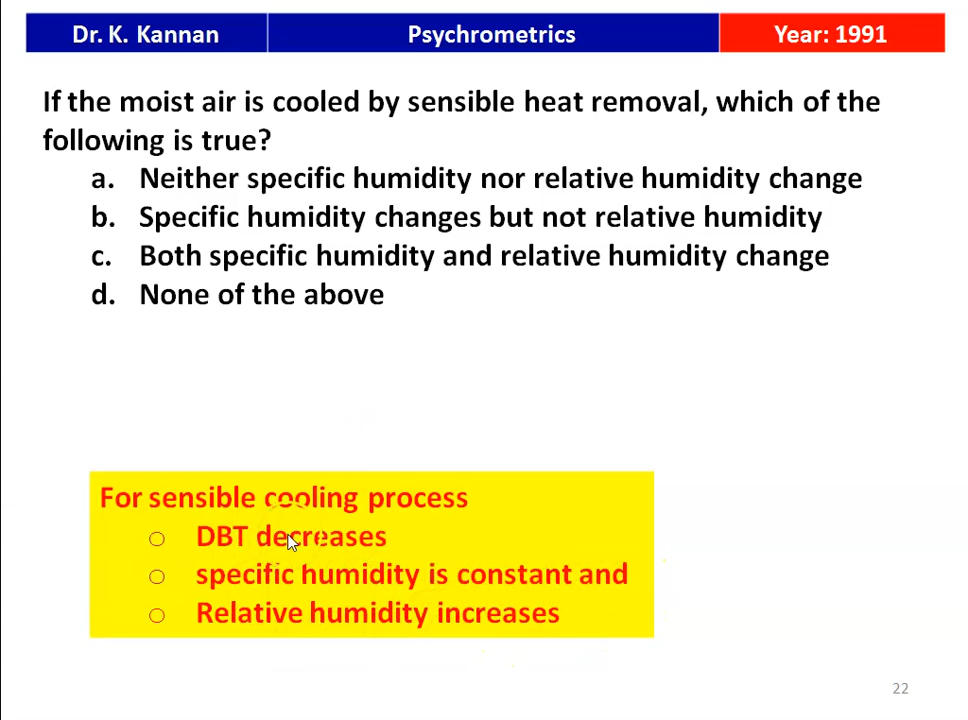 Dr. K. Kannan Psychrometrics Year: 1991
If the moist air is cooled by sensible heat removal, which of the
following is true?
a. Neither specific humidity nor relative humidity change
b. Specific humidity changes but not relative humidity
c. Both specific humidity and relative humidity change
d. None of the above
For sensible cooling process
○ DBT decreases
○ specific humidity is constant and
○ Relative humidity increases
22